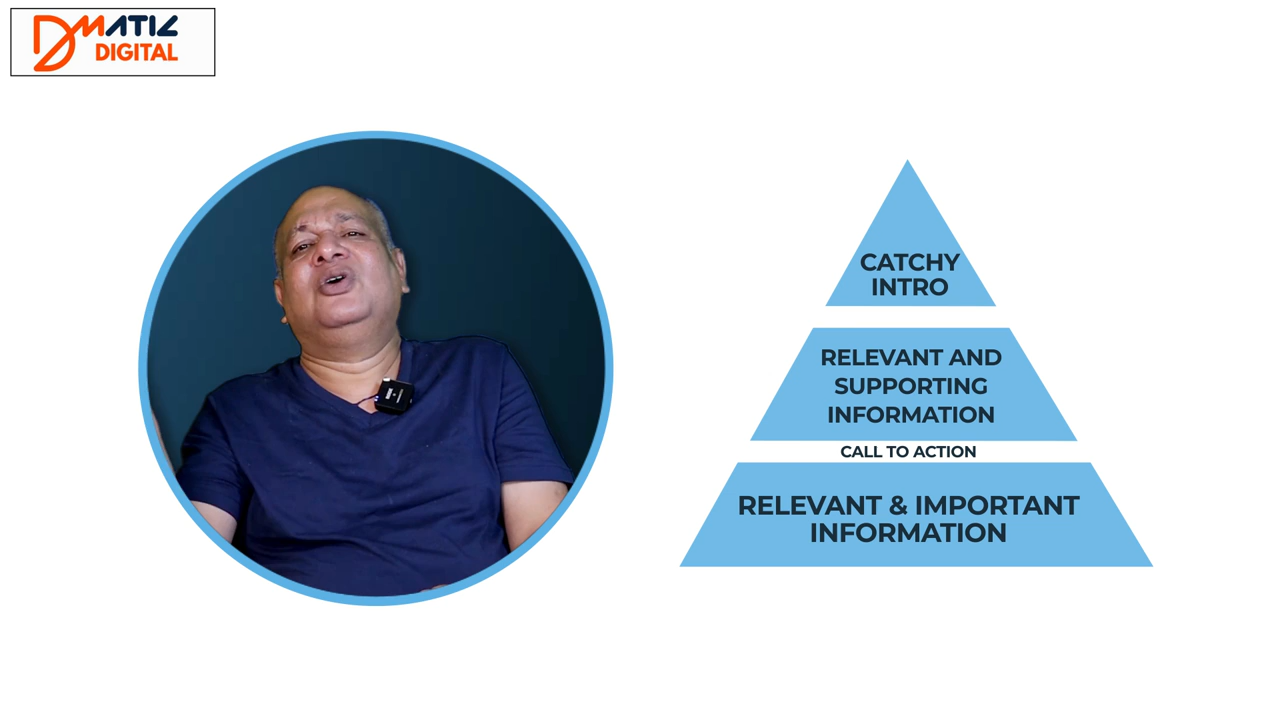 DMATIC
DIGITAL
CATCHY
INTRO
RELEVANT AND
SUPPORTING
INFORMATION
CALL TO ACTION
RELEVANT & IMPORTANT
INFORMATION